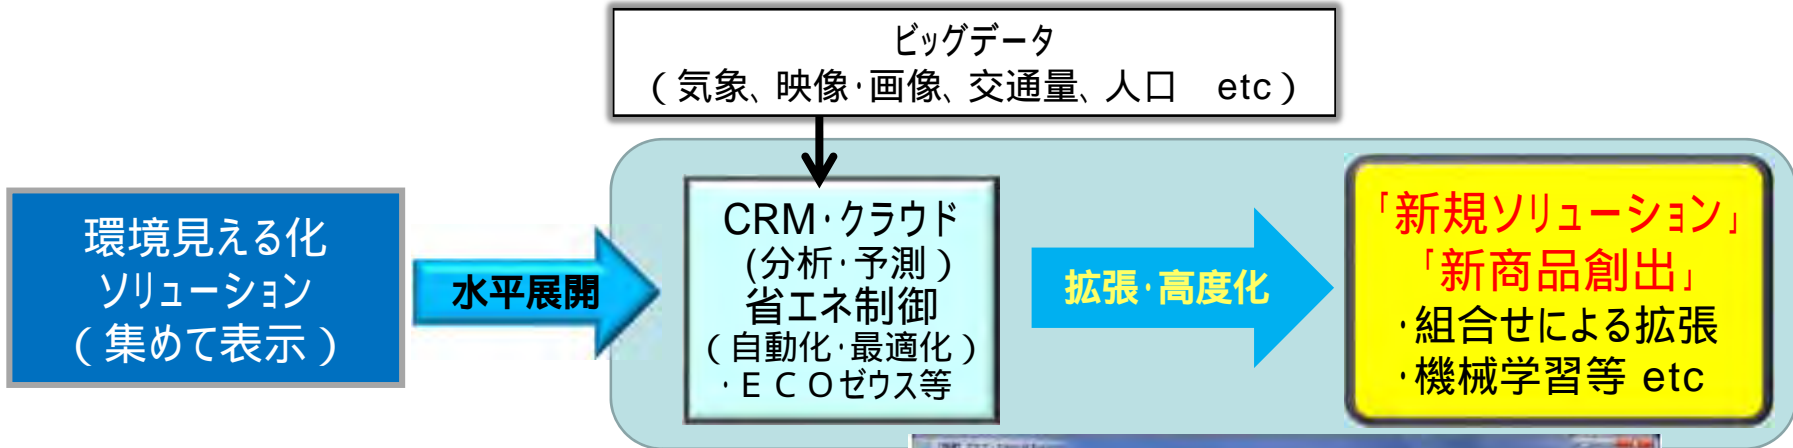 ビッグデータ
(気象、映像・画像、交通量、人口　etc)
環境見える化
ソリューション
(集めて表示)
水平展開
CRM・クラウド
(分析・予測)
省エネ制御
(自動化・最適化)
・ECOゼウス等
拡張・高度化
「新規ソリューション」
「新商品創出」
・組合せによる拡張
・機械学習等 etc